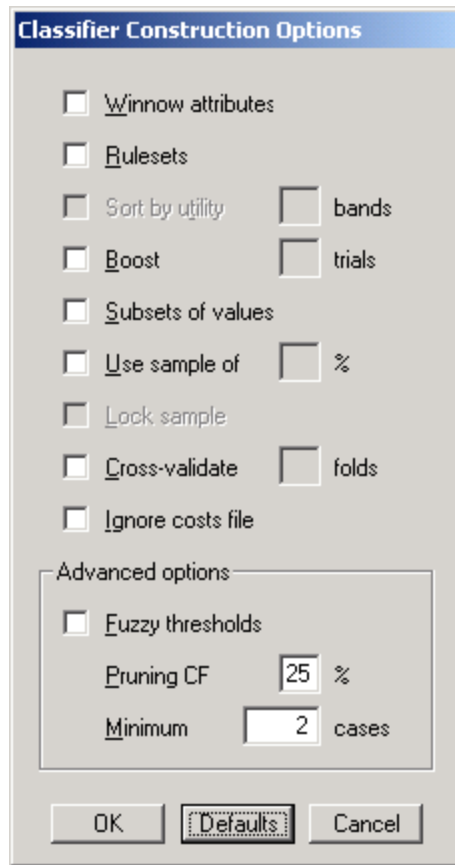 Classifier Construction Options
Winnow attributes
Rulesets
Sort by utility bands
Boost trials
Subsets of values
Use sample of %
Lock sample
Cross-validate folds
Ignore costs file
Advanced options
Fuzzy thresholds
Pruning CF 25 %
Minimum 2 cases
OK Defaults Cancel